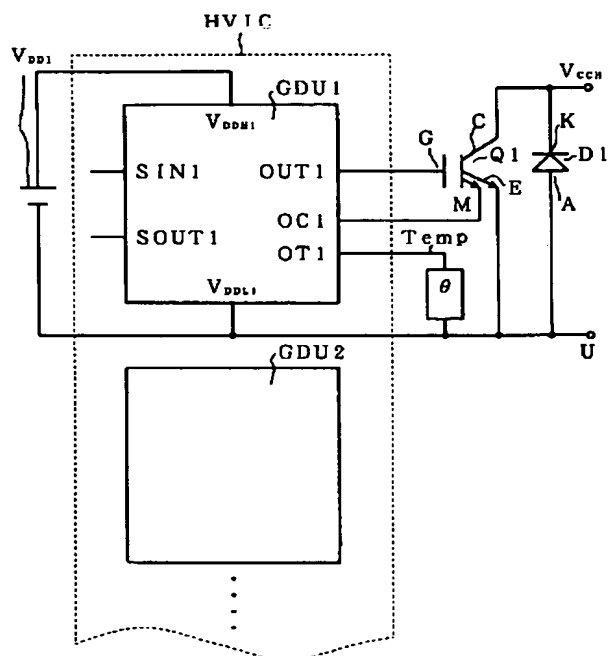 HVIC
VDD1
GDU1
VCCH
VDDH1
SIN1
OUT1
G
C
Q1
E
K
D1
A
SOUT1
OC1
M
Temp
OT1
θ
VDDL1
U
GDU2